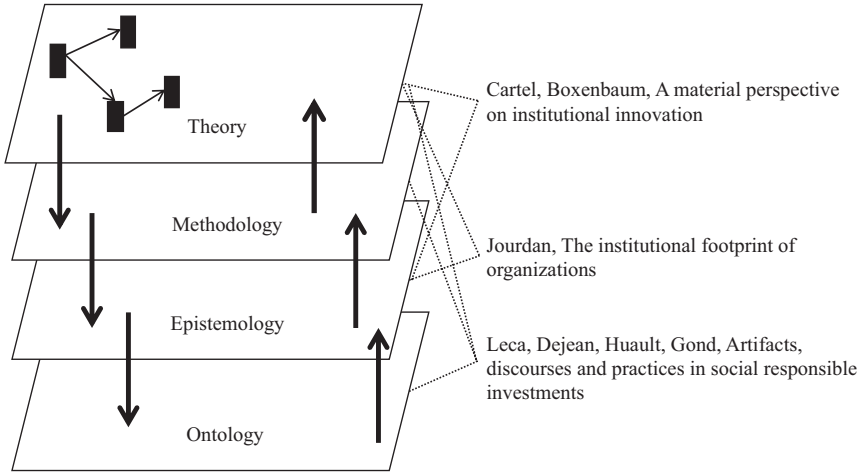 Theory
Methodology
Epistemology
Ontology
Cartel, Boxenbaum, A material perspective
on institutional innovation
Jourdan, The institutional footprint of
organizations
Leca, Dejean, Huault, Gond, Artifacts,
discourses and practices in social responsible
investments